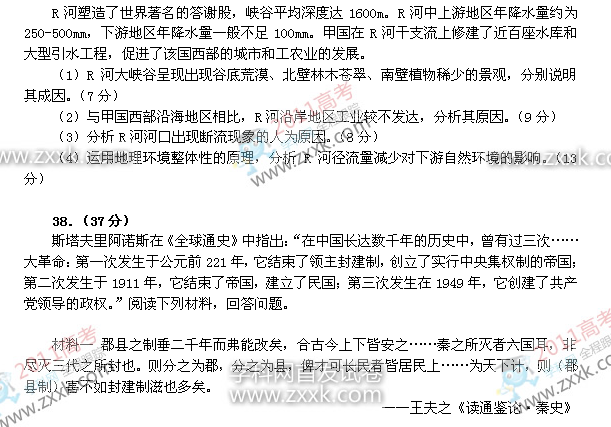 R 河塑造了世界著名的答谢股，峡谷平均深度达 1600m。R 河中上游地区年降水量约为
250-500mm，下游地区年降水量一般不足 100mm。甲国在 R 河干支流上修建了近百座水库和
大型引水工程，促进了该国西部的城市和工农业的发展。
（1）R 河大峡谷呈现出现谷底荒漠、北壁林木苍翠、南壁植物稀少的景观，分别说明
其成因。（7 分）
（2）与甲国西部沿海地区相比，R 河沿岸地区工业较不发达，分析其原因。（9 分）
（3）分析 R 河河口出现断流现象的人为原因。（8 分）
（4）运用地理环境整体性的原理，分析 R 河径流量减少对下游自然环境的影响。（13
分）
38.（37 分）
斯塔夫里阿诺斯在《全球通史》中指出：“在中国长达数千年的历史中，曾有过三次……
大革命：第一次发生于公元前 221 年，它结束了领主封建制，创立了实行中央集权制的帝国；
第二次发生于 1911 年，它结束了帝国，建立了民国；第三次发生在 1949 年，它创建了共产
党领导的政权。”阅读下列材料，回答问题。
材料一 郡县之制垂二千年而弗能改矣，合古今上下皆安之……秦之所灭者六国耳，非
尽灭三代之所封也。则分之为郡，分之为县，俾才可长民者皆居民上……为天下计，则（郡
县制）害不如封建制滋也多矣。
——王夫之《读通鉴论·秦史》
2011高考
www.zxxk.com
学科网首发试卷